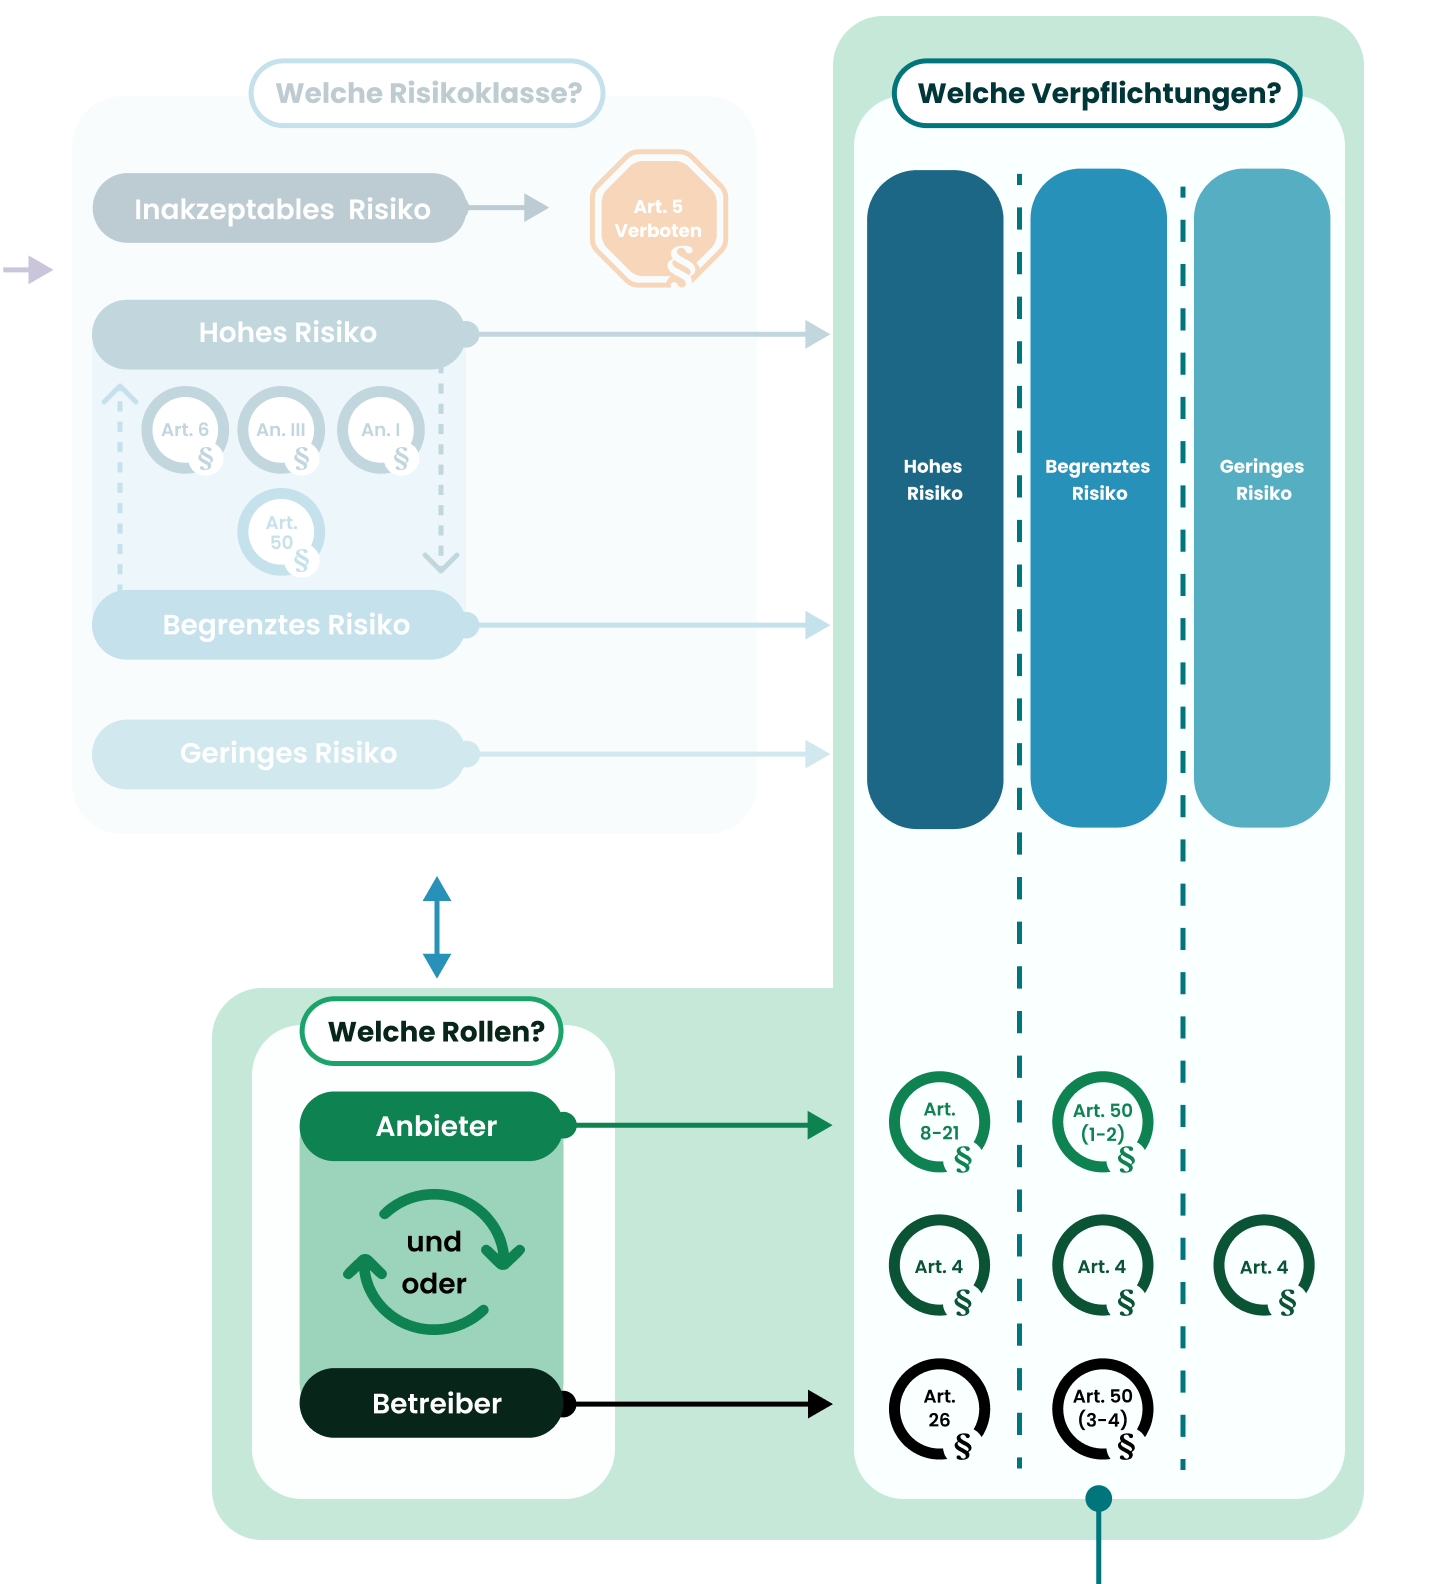 Welche Risikoklasse?
Inakzeptables Risiko
Art. 5
Verboten
§
Hohes Risiko
Art. 6
§
An. III
§
An. I
§
Art.
50
§
Begrenztes Risiko
Geringes Risiko
Welche Verpflichtungen?
Hohes
Risiko
Begrenztes
Risiko
Geringes
Risiko
Welche Rollen?
Anbieter
und
oder
Betreiber
Art.
8-21
§
Art. 50
(1-2)
§
Art. 4
§
Art. 4
§
Art. 4
§
Art.
26
§
Art. 50
(3-4)
§